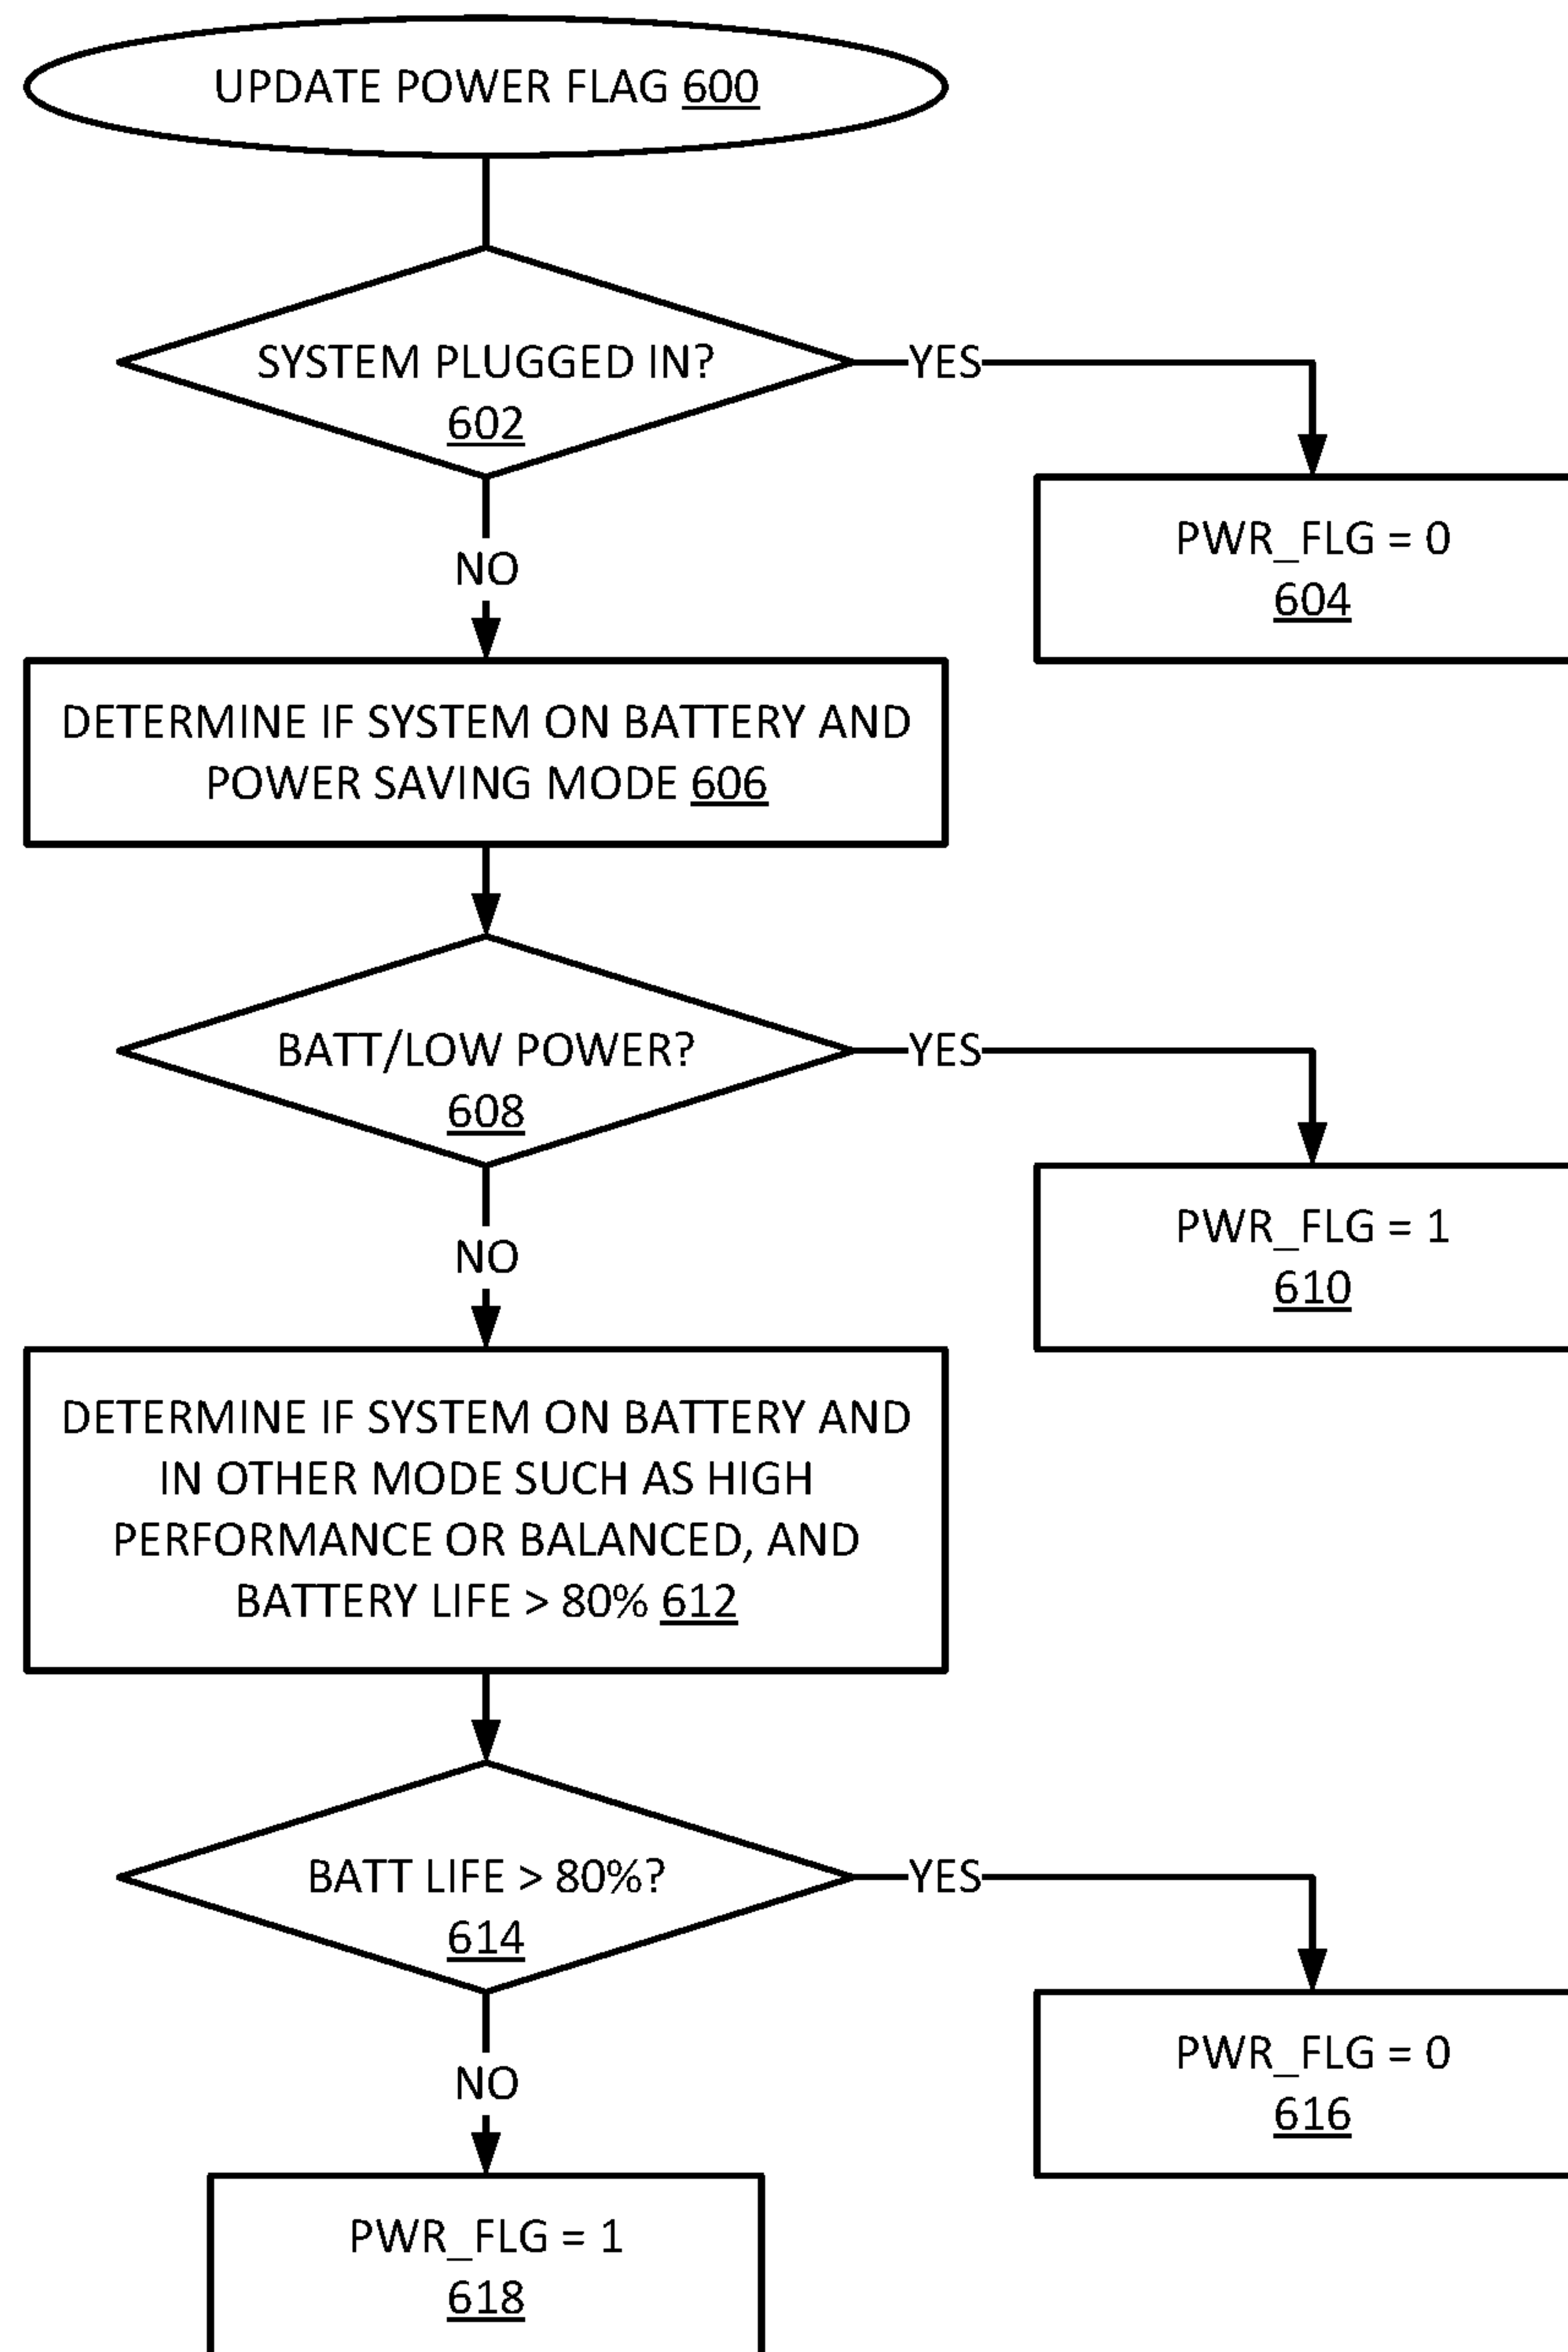 UPDATE POWER FLAG 600
SYSTEM PLUGGED IN?
602
YES
PWR_FLG = 0
604
NO
DETERMINE IF SYSTEM ON BATTERY AND
POWER SAVING MODE 606
BATT/LOW POWER?
608
YES
PWR_FLG = 1
610
NO
DETERMINE IF SYSTEM ON BATTERY AND
IN OTHER MODE SUCH AS HIGH
PERFORMANCE OR BALANCED, AND
BATTERY LIFE > 80% 612
BATT LIFE > 80%?
614
YES
PWR_FLG = 0
616
NO
PWR_FLG = 1
618